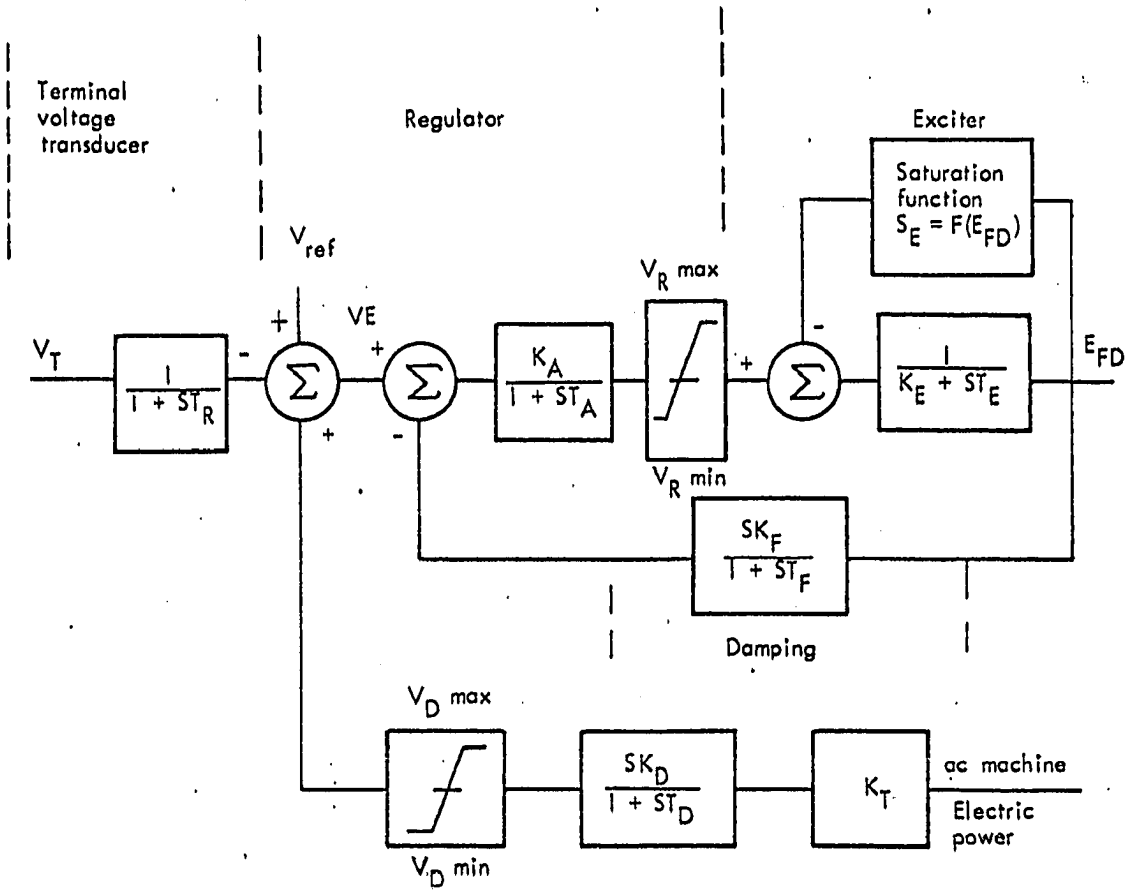 Terminal
voltage
transducer
Regulator
Exciter
Saturation
function
S_E = F(E_FD)
V_ref
V_R max
V_T
1
1 + ST_R
-
+
Σ
+
VE
+
Σ
-
K_A
1 + ST_A
V_R min
+
-
Σ
1
K_E + ST_E
E_FD
SK_F
1 + ST_F
Damping
V_D max
V_D min
SK_D
1 + ST_D
K_T
ac machine
Electric
power